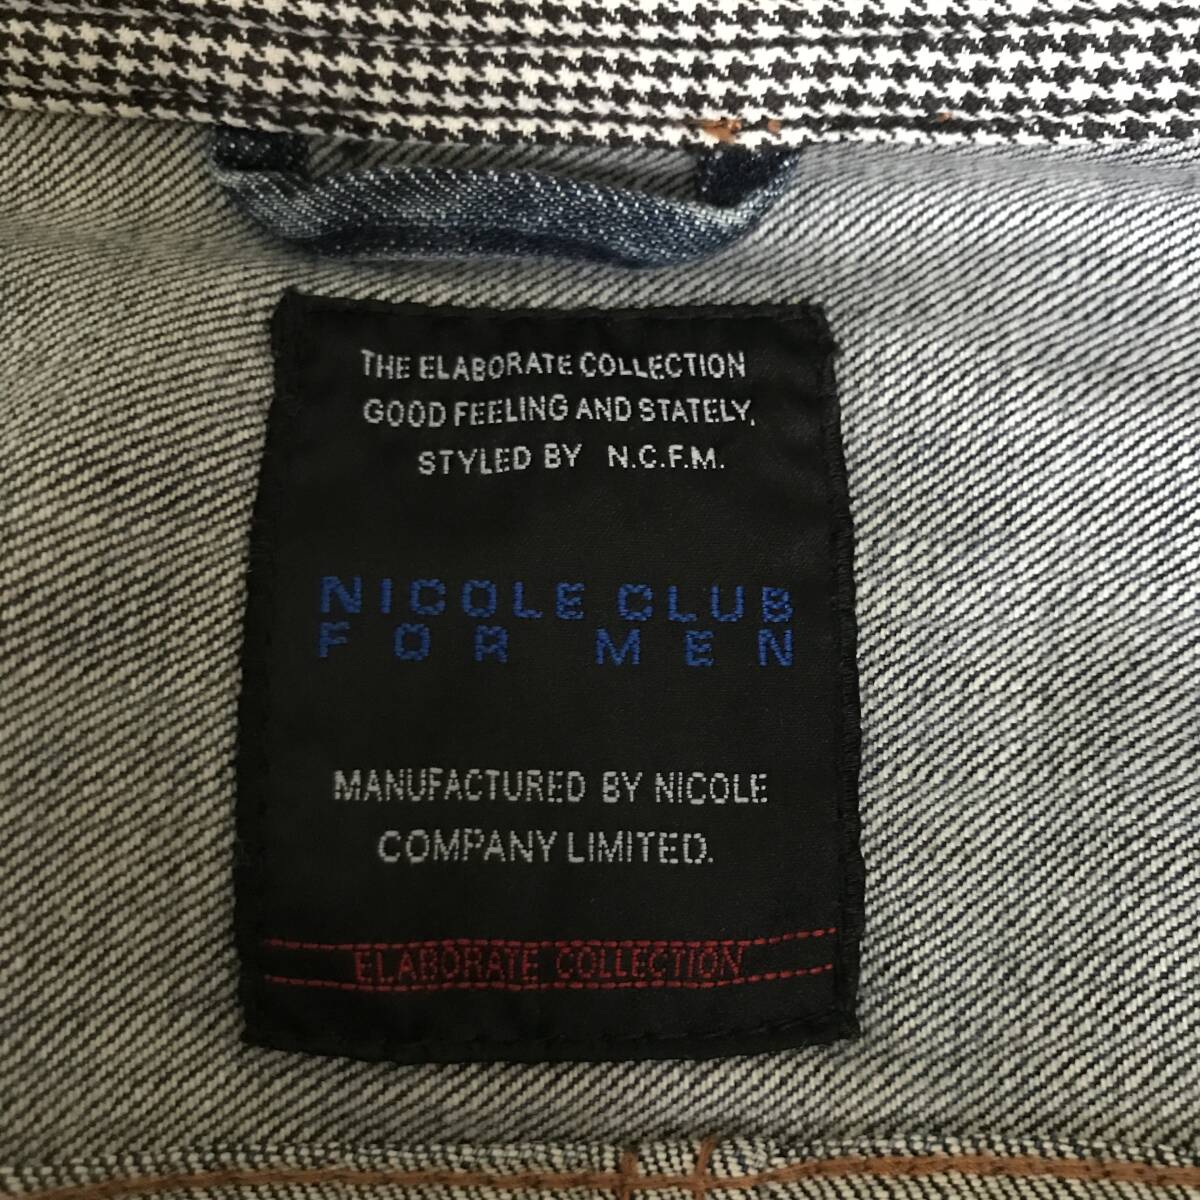 THE ELABORATE COLLECTION
GOOD FEELING AND STATELY,
STYLED BY N.C.F.M.
NICOLE CLUB
FOR MEN
MANUFACTURED BY NICOLE
COMPANY LIMITED.
ELABORATE COLLECTION